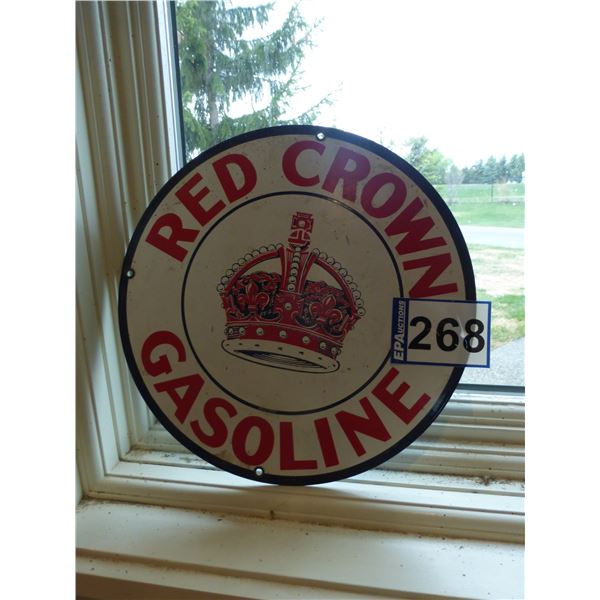 RED CROWN
GASOLINE
EPAuctions
268